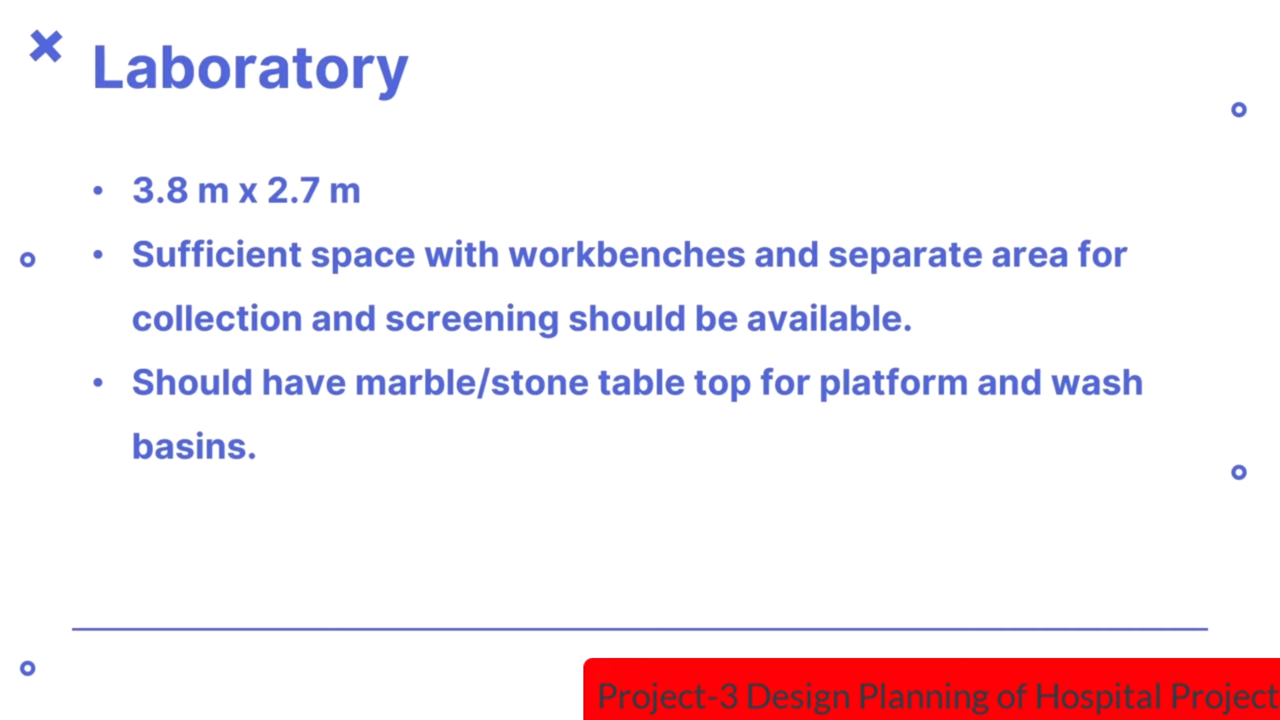 Laboratory
• 3.8 m x 2.7 m
• Sufficient space with workbenches and separate area for
collection and screening should be available.
• Should have marble/stone table top for platform and wash
basins.
Project-3 Design Planning of Hospital Project